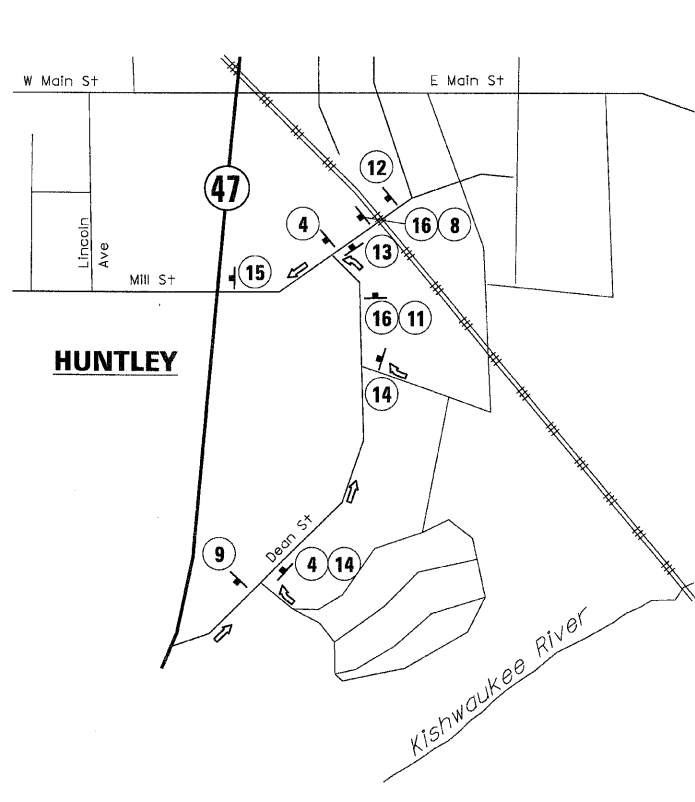 W Main St
E Main St
12
47
4
16 8
13
Lincoln
Ave
15
Mill St
16 11
HUNTLEY
14
Dean St
9
4 14
Kishwaukee River